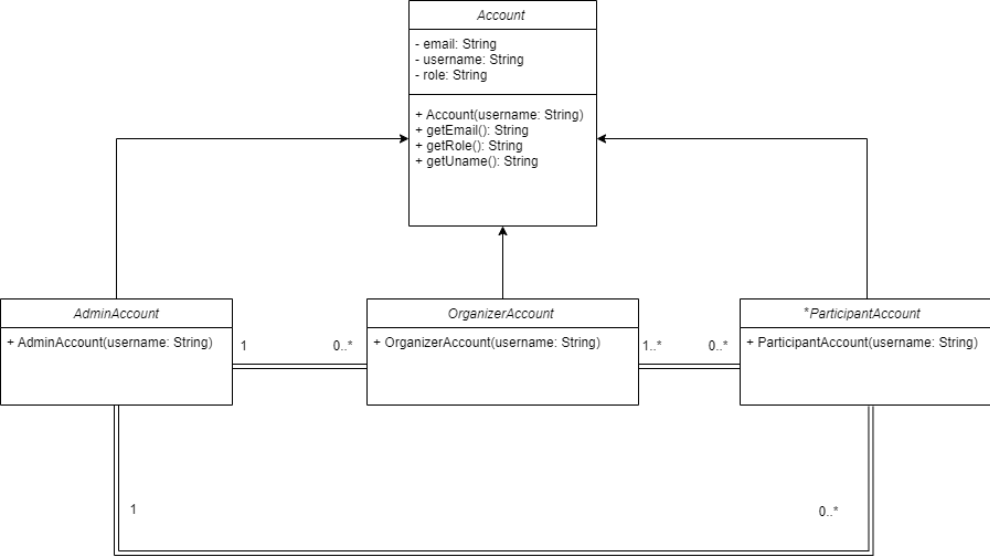 Account
- email: String
- username: String
- role: String
+ Account(username: String)
+ getEmail(): String
+ getRole(): String
+ getUname(): String
AdminAccount
+ AdminAccount(username: String)
1
0..*
OrganizerAccount
+ OrganizerAccount(username: String)
1..*
0..*
*ParticipantAccount
+ ParticipantAccount(username: String)
1
0..*